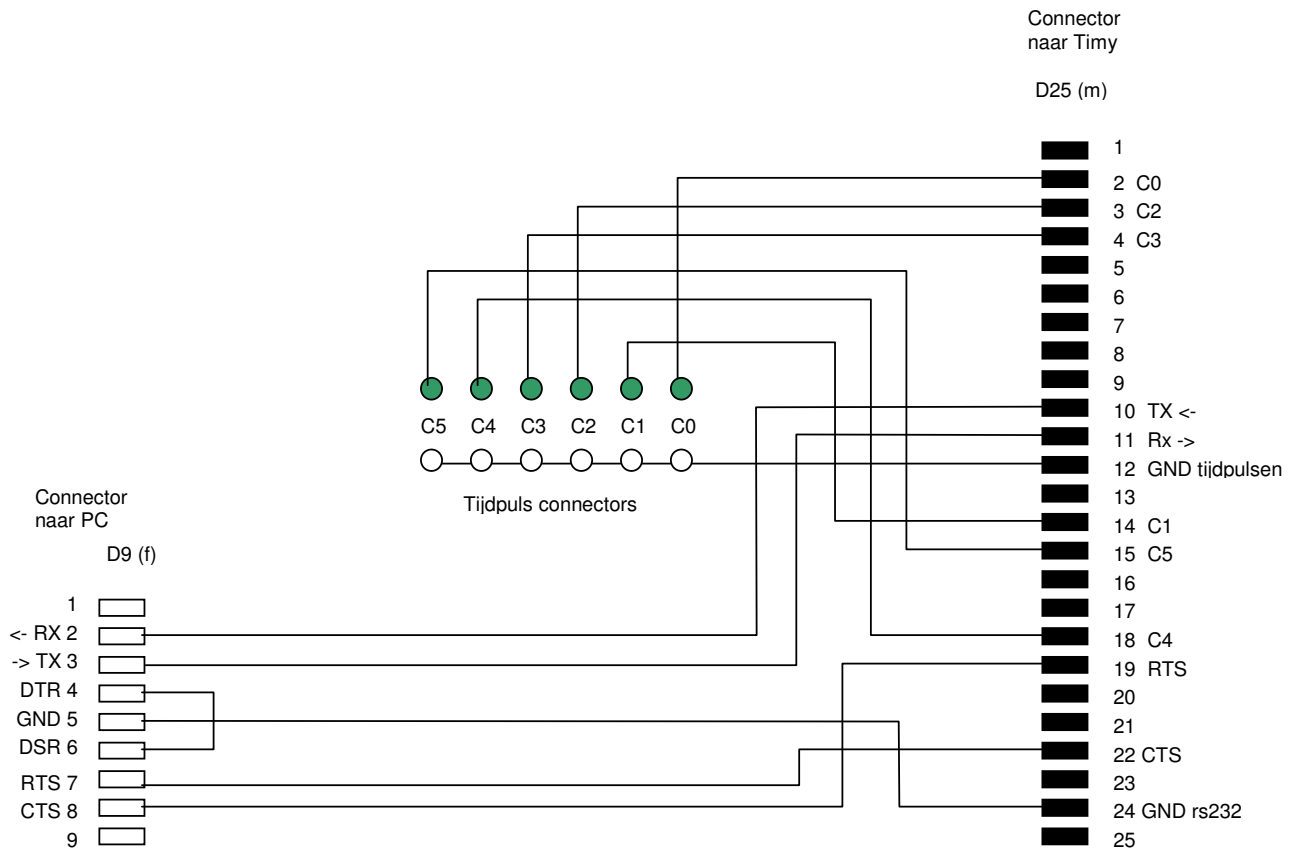 Connector
naar Timy
D25 (m)
1
2 C0
3 C2
4 C3
5
6
7
8
9
10 TX <-
11 Rx ->
12 GND tijdpulsen
13
14 C1
15 C5
16
17
18 C4
19 RTS
20
21
22 CTS
23
24 GND rs232
25
C5 C4 C3 C2 C1 C0
Tijdpuls connectors
Connector
naar PC
D9 (f)
1
<- RX 2
-> TX 3
DTR 4
GND 5
DSR 6
RTS 7
CTS 8
9